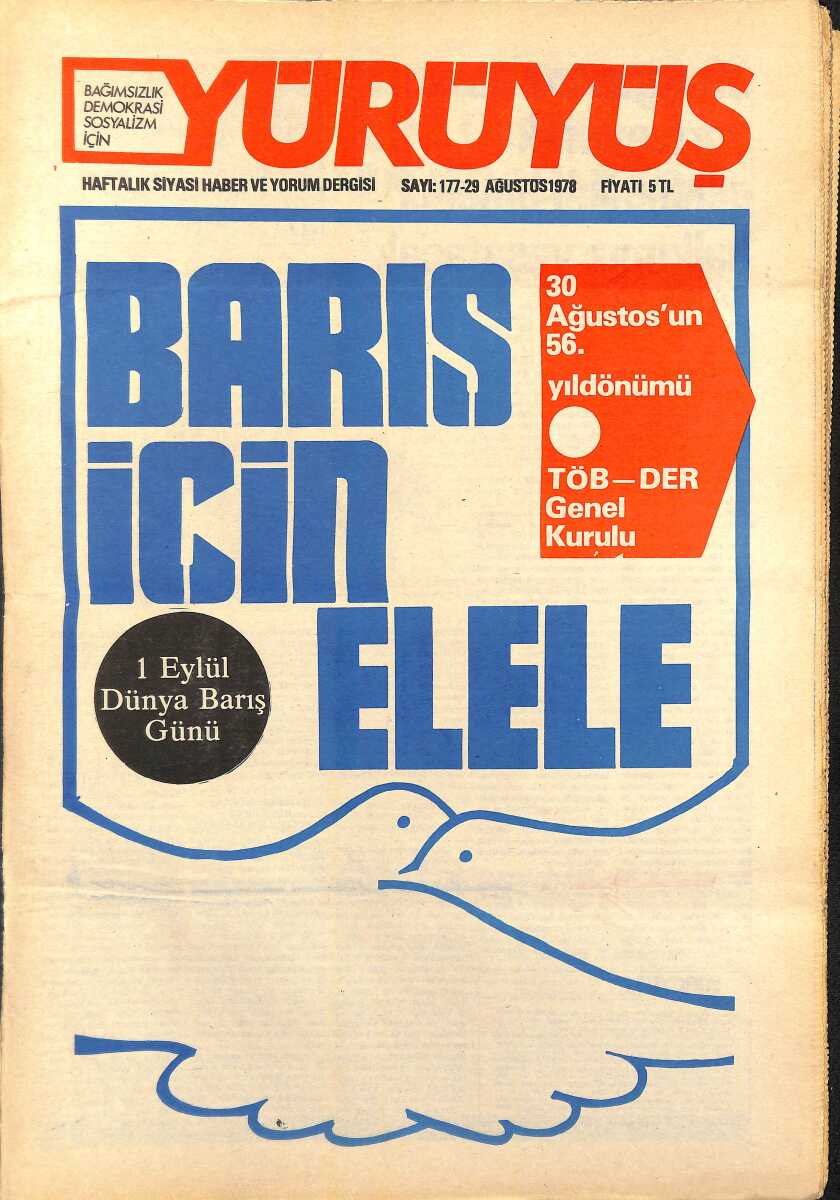 BAĞIMSIZLIK
DEMOKRASİ
SOSYALİZM
İÇİN
YÜRÜYÜŞ
HAFTALIK SİYASİ HABER VE YORUM DERGİSİ SAYI: 177-29 AĞUSTOS1978 FİYATI 5 TL
BARIS
İÇİN
ELELE
30
Ağustos'un
56.
yıldönümü
TÖB—DER
Genel
Kurulu
1 Eylül
Dünya Barış
Günü